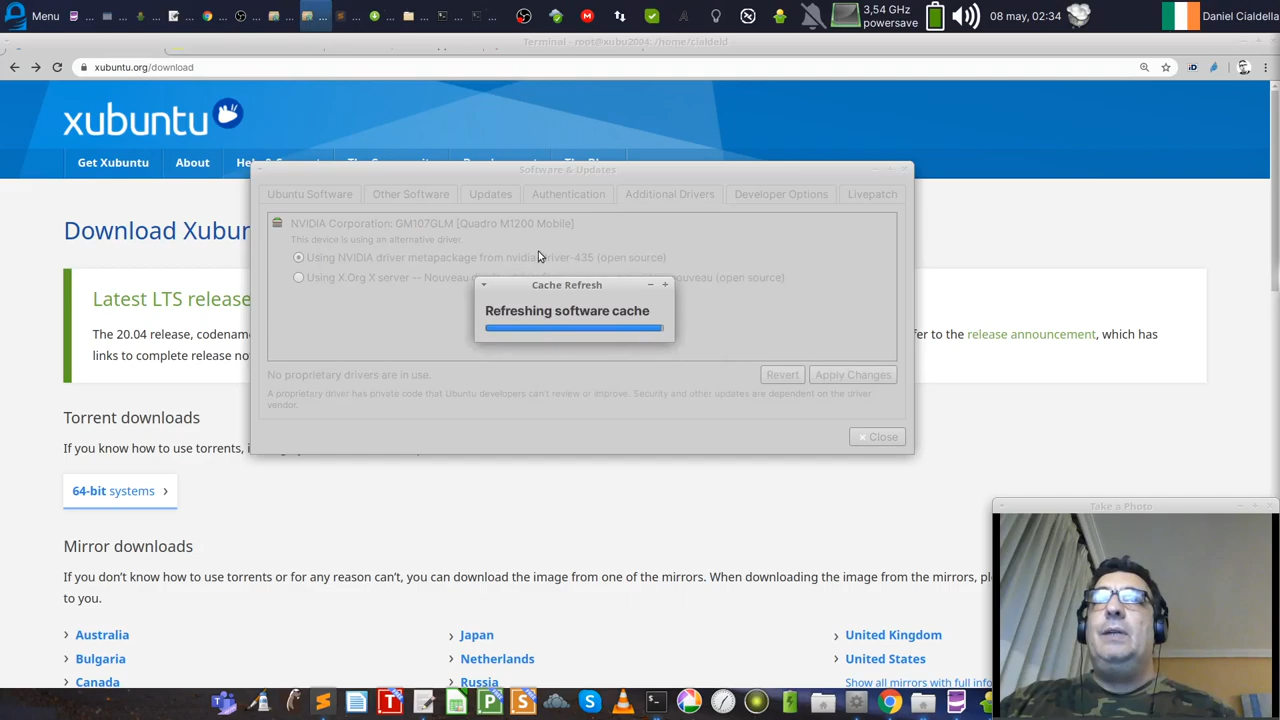 Menu
3,54 GHz
powersave
08 may, 02:34
Daniel Cialdella
Terminal - root@xubu2004: /home/cialdeld
xubuntu.org/download
iD
xubuntu
Get Xubuntu
About
Software & Updates
Ubuntu Software
Other Software
Updates
Authentication
Additional Drivers
Developer Options
Livepatch
NVIDIA Corporation: GM107GLM [Quadro M1200 Mobile]
This device is using an alternative driver.
Using NVIDIA driver metapackage from nvidia-driver-435 (open source)
Using X.Org X server -- Nouveau
nouveau (open source)
Cache Refresh
Refreshing software cache
No proprietary drivers are in use.
Revert
Apply Changes
A proprietary driver has private code that Ubuntu developers can't review or improve. Security and other updates are dependent on the driver
vendor.
Close
Download Xubun
Latest LTS release
The 20.04 release, codenam
fer to the release announcement, which has
links to complete release no
Torrent downloads
If you know how to use torrents, i
64-bit systems
Take a Photo
Mirror downloads
If you don't know how to use torrents or for any reason can't, you can download the image from one of the mirrors. When downloading the image from the mirrors, pl
to you.
Australia
Japan
United Kingdom
Bulgaria
Netherlands
United States
Canada
Russia
Show all mirrors with full information